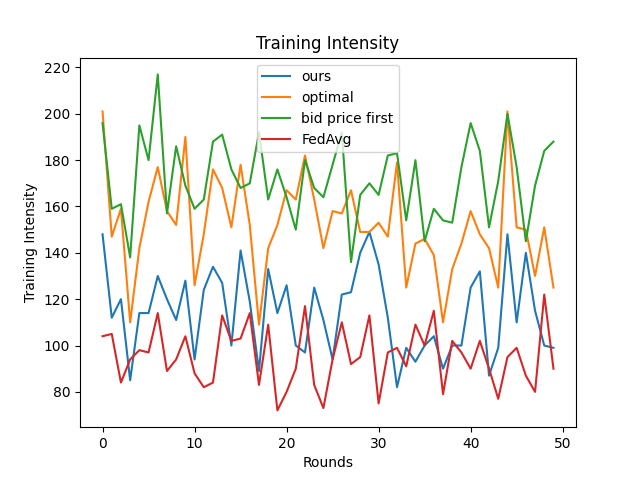 Training Intensity
ours
optimal
bid price first
FedAvg
Training Intensity
220
200
180
160
140
120
100
80
0
10
20
30
40
50
Rounds